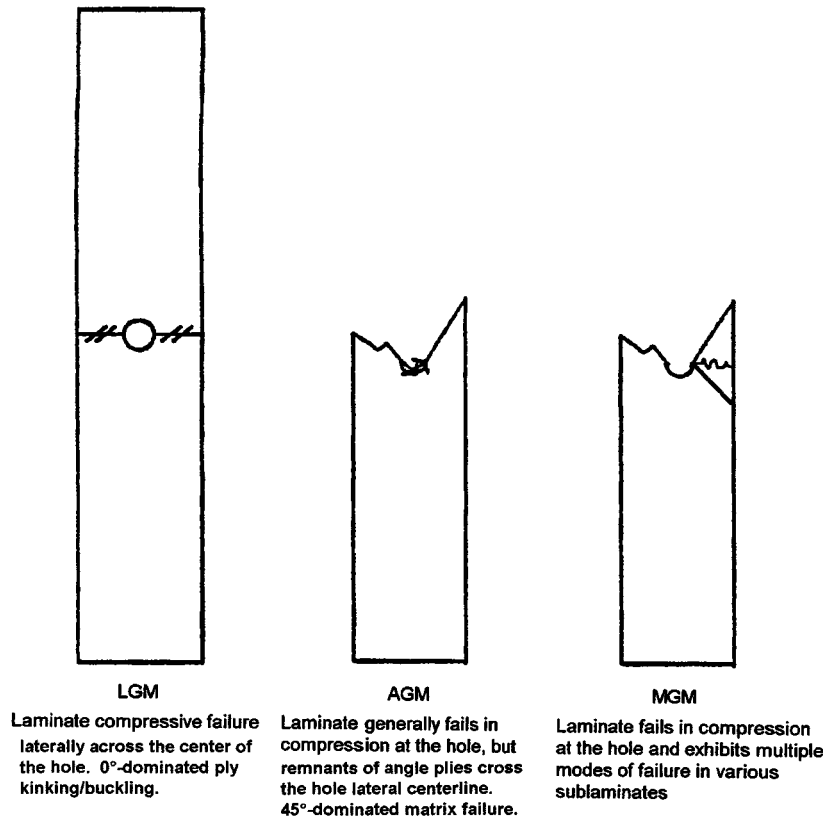 LGM
Laminate compressive failure
laterally across the center of
the hole. 0°-dominated ply
kinking/buckling.
AGM
Laminate generally fails in
compression at the hole, but
remnants of angle plies cross
the hole lateral centerline.
45°-dominated matrix failure.
MGM
Laminate fails in compression
at the hole and exhibits multiple
modes of failure in various
sublaminates